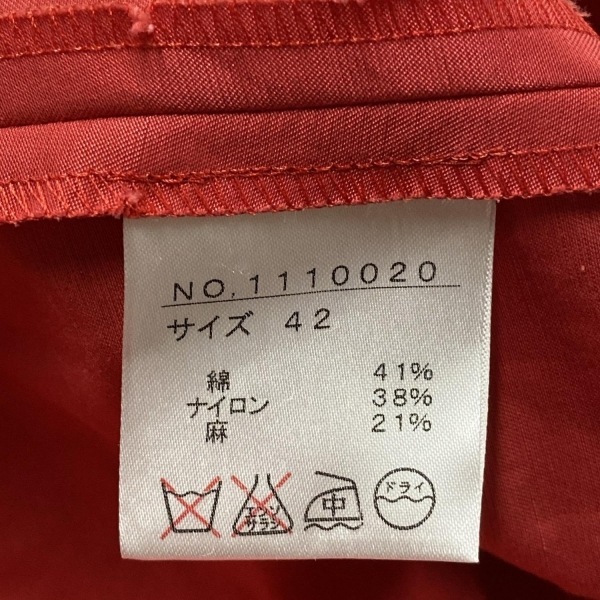 NO.1110020
サイズ 42
綿 41%
ナイロン 38%
麻 21%
エンソ
サラシ
中
ドライ